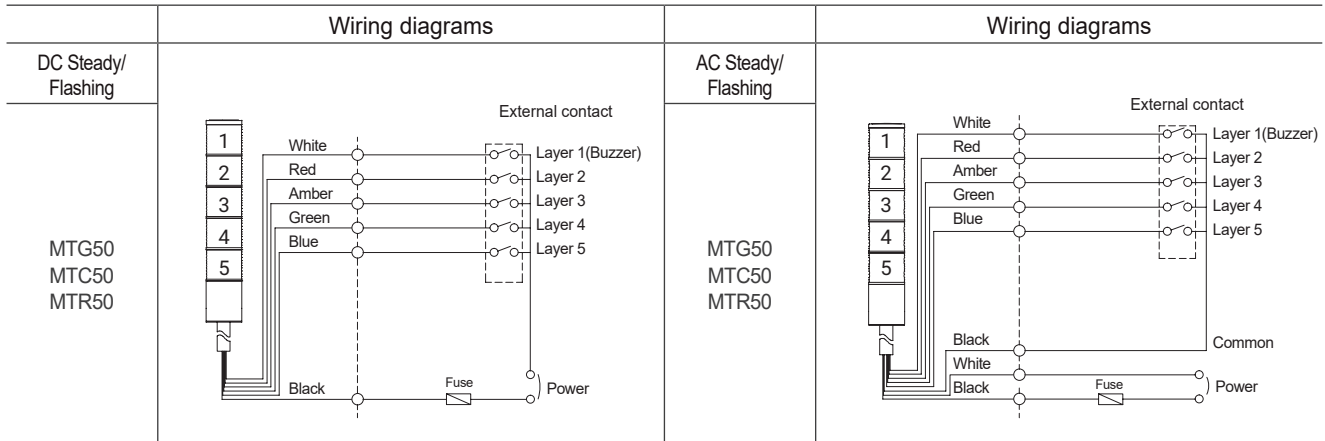 Wiring diagrams
Wiring diagrams
DC Steady/
Flashing
MTG50
MTC50
MTR50
External contact
1
2
3
4
5
White
Red
Amber
Green
Blue
Layer 1(Buzzer)
Layer 2
Layer 3
Layer 4
Layer 5
Black
Fuse
Power
AC Steady/
Flashing
MTG50
MTC50
MTR50
External contact
1
2
3
4
5
White
Red
Amber
Green
Blue
Layer 1(Buzzer)
Layer 2
Layer 3
Layer 4
Layer 5
Black
Common
White
Black
Fuse
Power